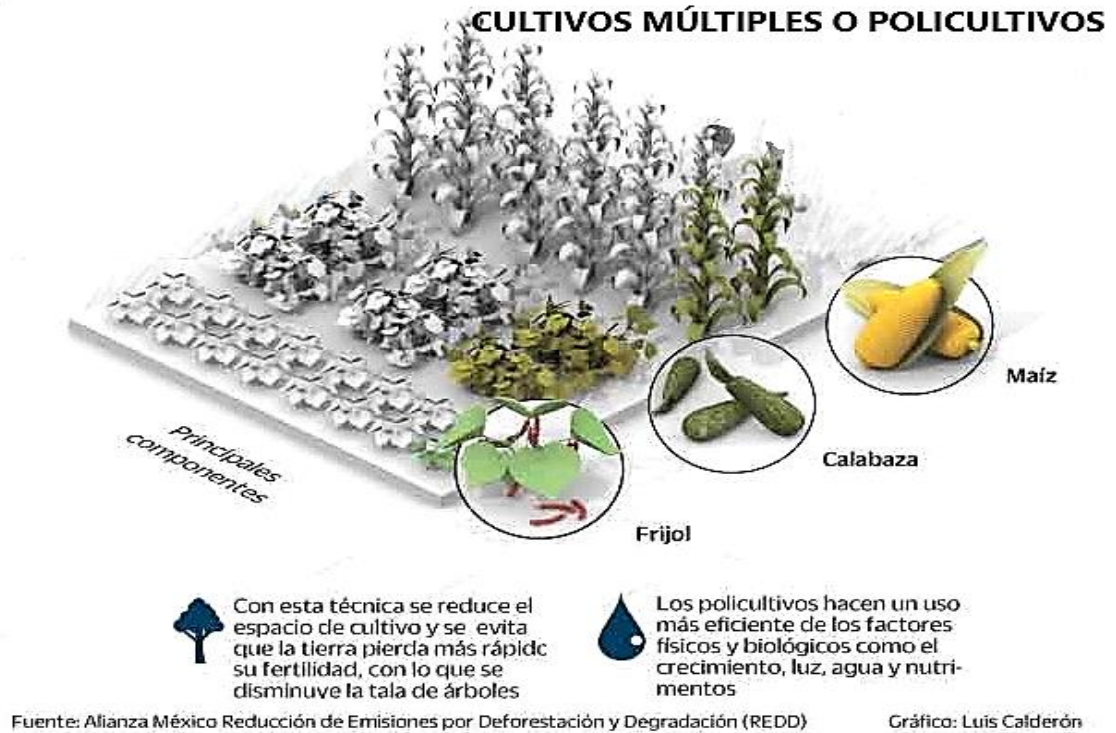 CULTIVOS MÚLTIPLES O POLICULTIVOS
Maíz
Calabaza
Frijol
Principales
componentes
Con esta técnica se reduce el
espacio de cultivo y se evita
que la tierra pierda más rápido
su fertilidad, con lo que se
disminuye la tala de árboles
Los policultivos hacen un uso
más eficiente de los factores
físicos y biológicos como el
crecimiento, luz, agua y nutri-
mentos
Fuente: Alianza México Reducción de Emisiones por Deforestación y Degradación (REDD)
Gráfico: Luis Calderón